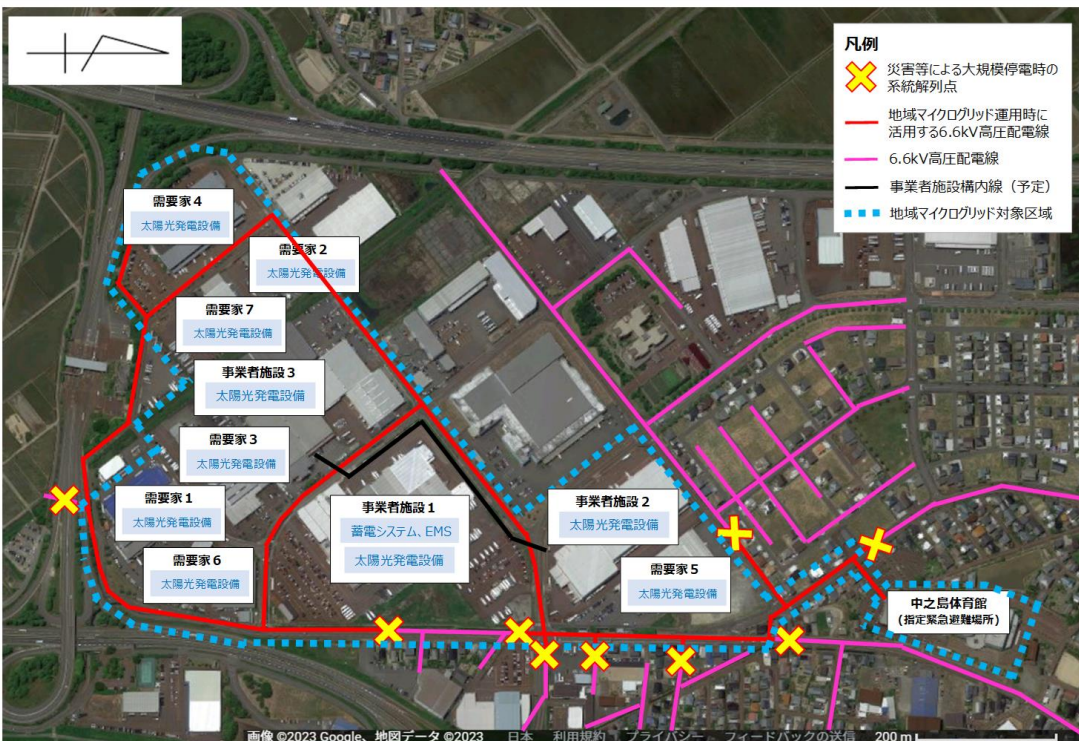 凡例
災害等による大規模停電時の
系統解列点
地域マイクログリッド運用時に
活用する6.6kV高圧配電線
6.6kV高圧配電線
事業者施設構内線（予定）
地域マイクログリッド対象区域
需要家４
太陽光発電設備
需要家２
太陽光発電設備
需要家７
太陽光発電設備
事業者施設３
太陽光発電設備
需要家３
太陽光発電設備
需要家１
太陽光発電設備
需要家６
太陽光発電設備
事業者施設１
蓄電システム、EMS
太陽光発電設備
事業者施設２
太陽光発電設備
需要家５
太陽光発電設備
中之島体育館
(指定緊急避難場所)
画像 ©2023 Google、地図データ ©2023 日本 利用規約 プライバシー フィードバックの送信 200 m